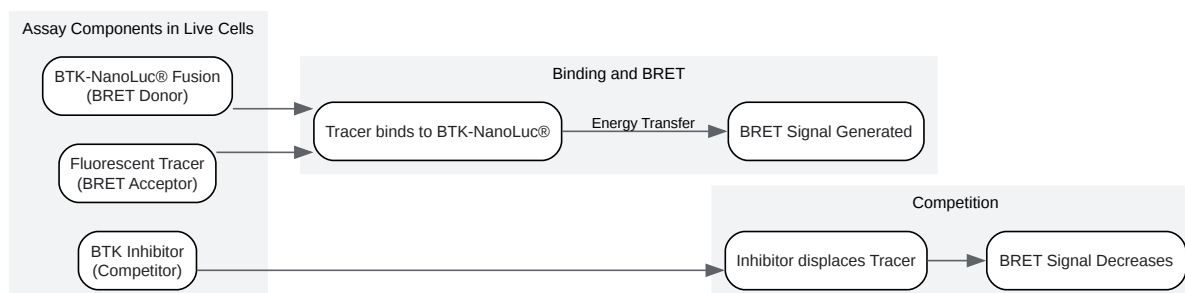 Assay Components in Live Cells
BTK-NanoLuc® Fusion
(BRET Donor)
Fluorescent Tracer
(BRET Acceptor)
BTK Inhibitor
(Competitor)
Binding and BRET
Tracer binds to BTK-NanoLuc®
Energy Transfer
BRET Signal Generated
Competition
Inhibitor displaces Tracer
BRET Signal Decreases